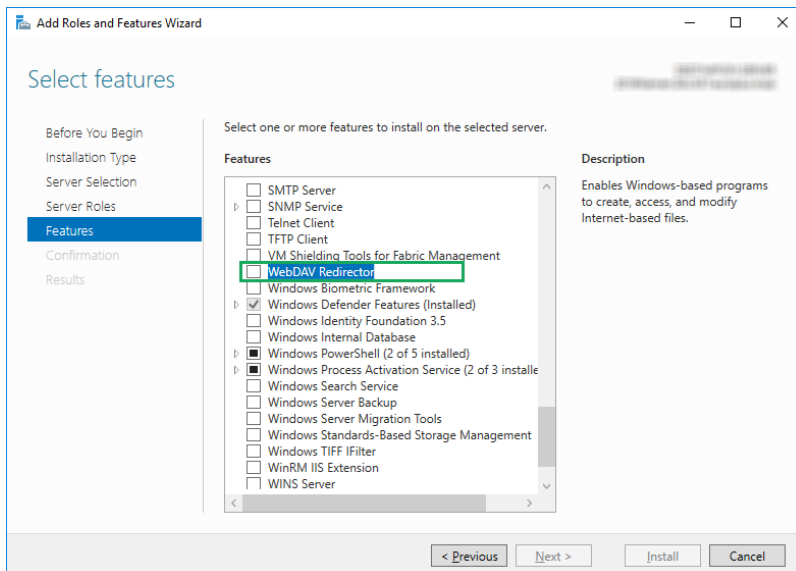 Add Roles and Features Wizard
Select features
Before You Begin
Installation Type
Server Selection
Server Roles
Features
Confirmation
Results
Select one or more features to install on the selected server.
Features
SMTP Server
SNMP Service
Telnet Client
TFTP Client
VM Shielding Tools for Fabric Management
WebDAV Redirector
Windows Biometric Framework
Windows Defender Features (Installed)
Windows Identity Foundation 3.5
Windows Internal Database
Windows PowerShell (2 of 5 installed)
Windows Process Activation Service (2 of 3 installe
Windows Search Service
Windows Server Backup
Windows Server Migration Tools
Windows Standards-Based Storage Management
Windows TIFF IFilter
WinRM IIS Extension
WINS Server
Description
Enables Windows-based programs
to create, access, and modify
Internet-based files.
< Previous
Next >
Install
Cancel